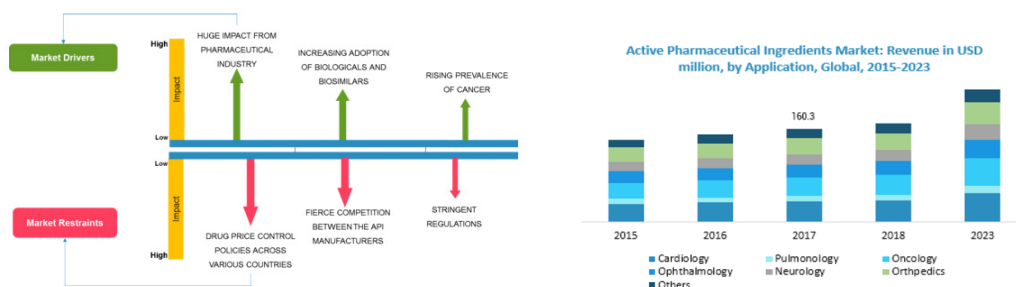 Market Drivers
High
Impact
Low
HUGE IMPACT FROM
PHARMACEUTICAL
INDUSTRY
INCREASING ADOPTION
OF BIOLOGICALS AND
BIOSIMILARS
RISING PREVALENCE
OF CANCER
Market Restraints
Low
Impact
High
DRUG PRICE CONTROL
POLICIES ACROSS
VARIOUS COUNTRIES
FIERCE COMPETITION
BETWEEN THE API
MANUFACTURERS
STRINGENT
REGULATIONS
Active Pharmaceutical Ingredients Market: Revenue in USD
million, by Application, Global, 2015-2023
160.3
2015 2016 2017 2018 2023
Cardiology Pulmonology Oncology
Ophthalmology Neurology Orthpedics
Others